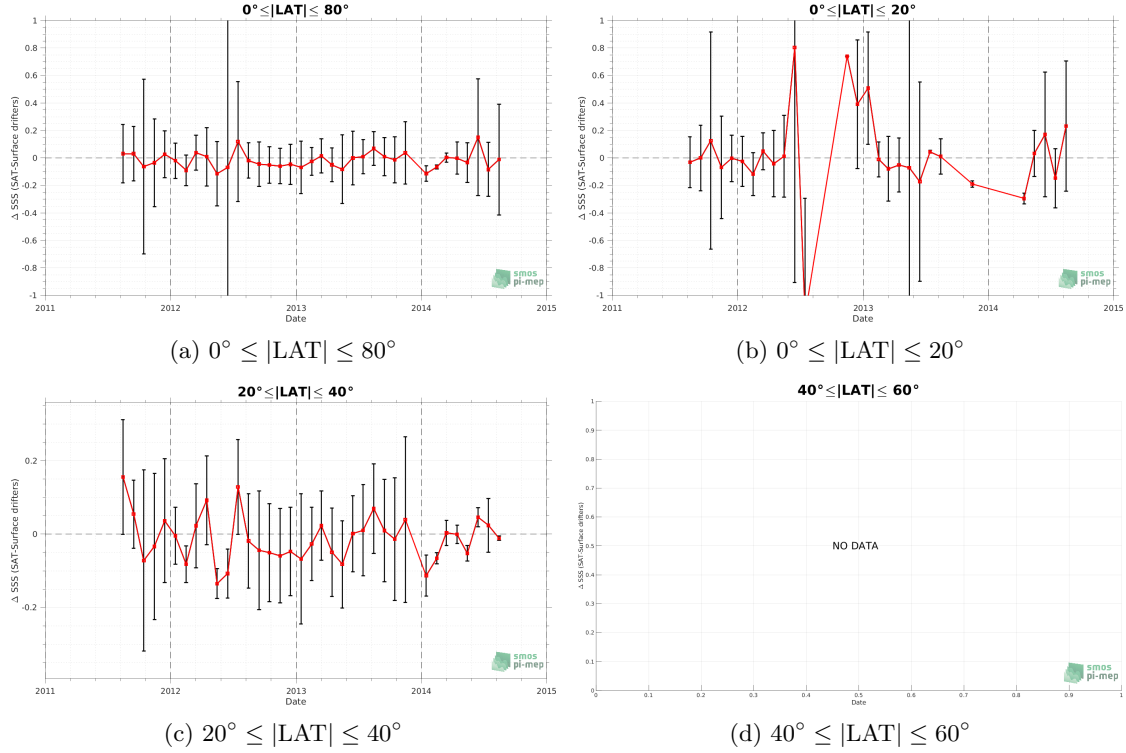 0°≤|LAT|≤ 80°
Δ SSS (SAT-Surface drifters)
1
0.8
0.6
0.4
0.2
0
-0.2
-0.4
-0.6
-0.8
-1
2011
2012
2013
2014
2015
Date
smos
pi-mep
(a) 0° ≤ |LAT| ≤ 80°
0°≤|LAT|≤ 20°
Δ SSS (SAT-Surface drifters)
1
0.8
0.6
0.4
0.2
0
-0.2
-0.4
-0.6
-0.8
-1
2011
2012
2013
2014
2015
Date
smos
pi-mep
(b) 0° ≤ |LAT| ≤ 20°
20°≤|LAT|≤ 40°
Δ SSS (SAT-Surface drifters)
0.2
0
-0.2
2011
2012
2013
2014
2015
Date
smos
pi-mep
(c) 20° ≤ |LAT| ≤ 40°
40°≤|LAT|≤ 60°
Δ SSS (SAT-Surface drifters)
1
0.9
0.8
0.7
0.6
0.5
0.4
0.3
0.2
0.1
0
NO DATA
0
0.1
0.2
0.3
0.4
0.5
0.6
0.7
0.8
0.9
1
Date
smos
pi-mep
(d) 40° ≤ |LAT| ≤ 60°